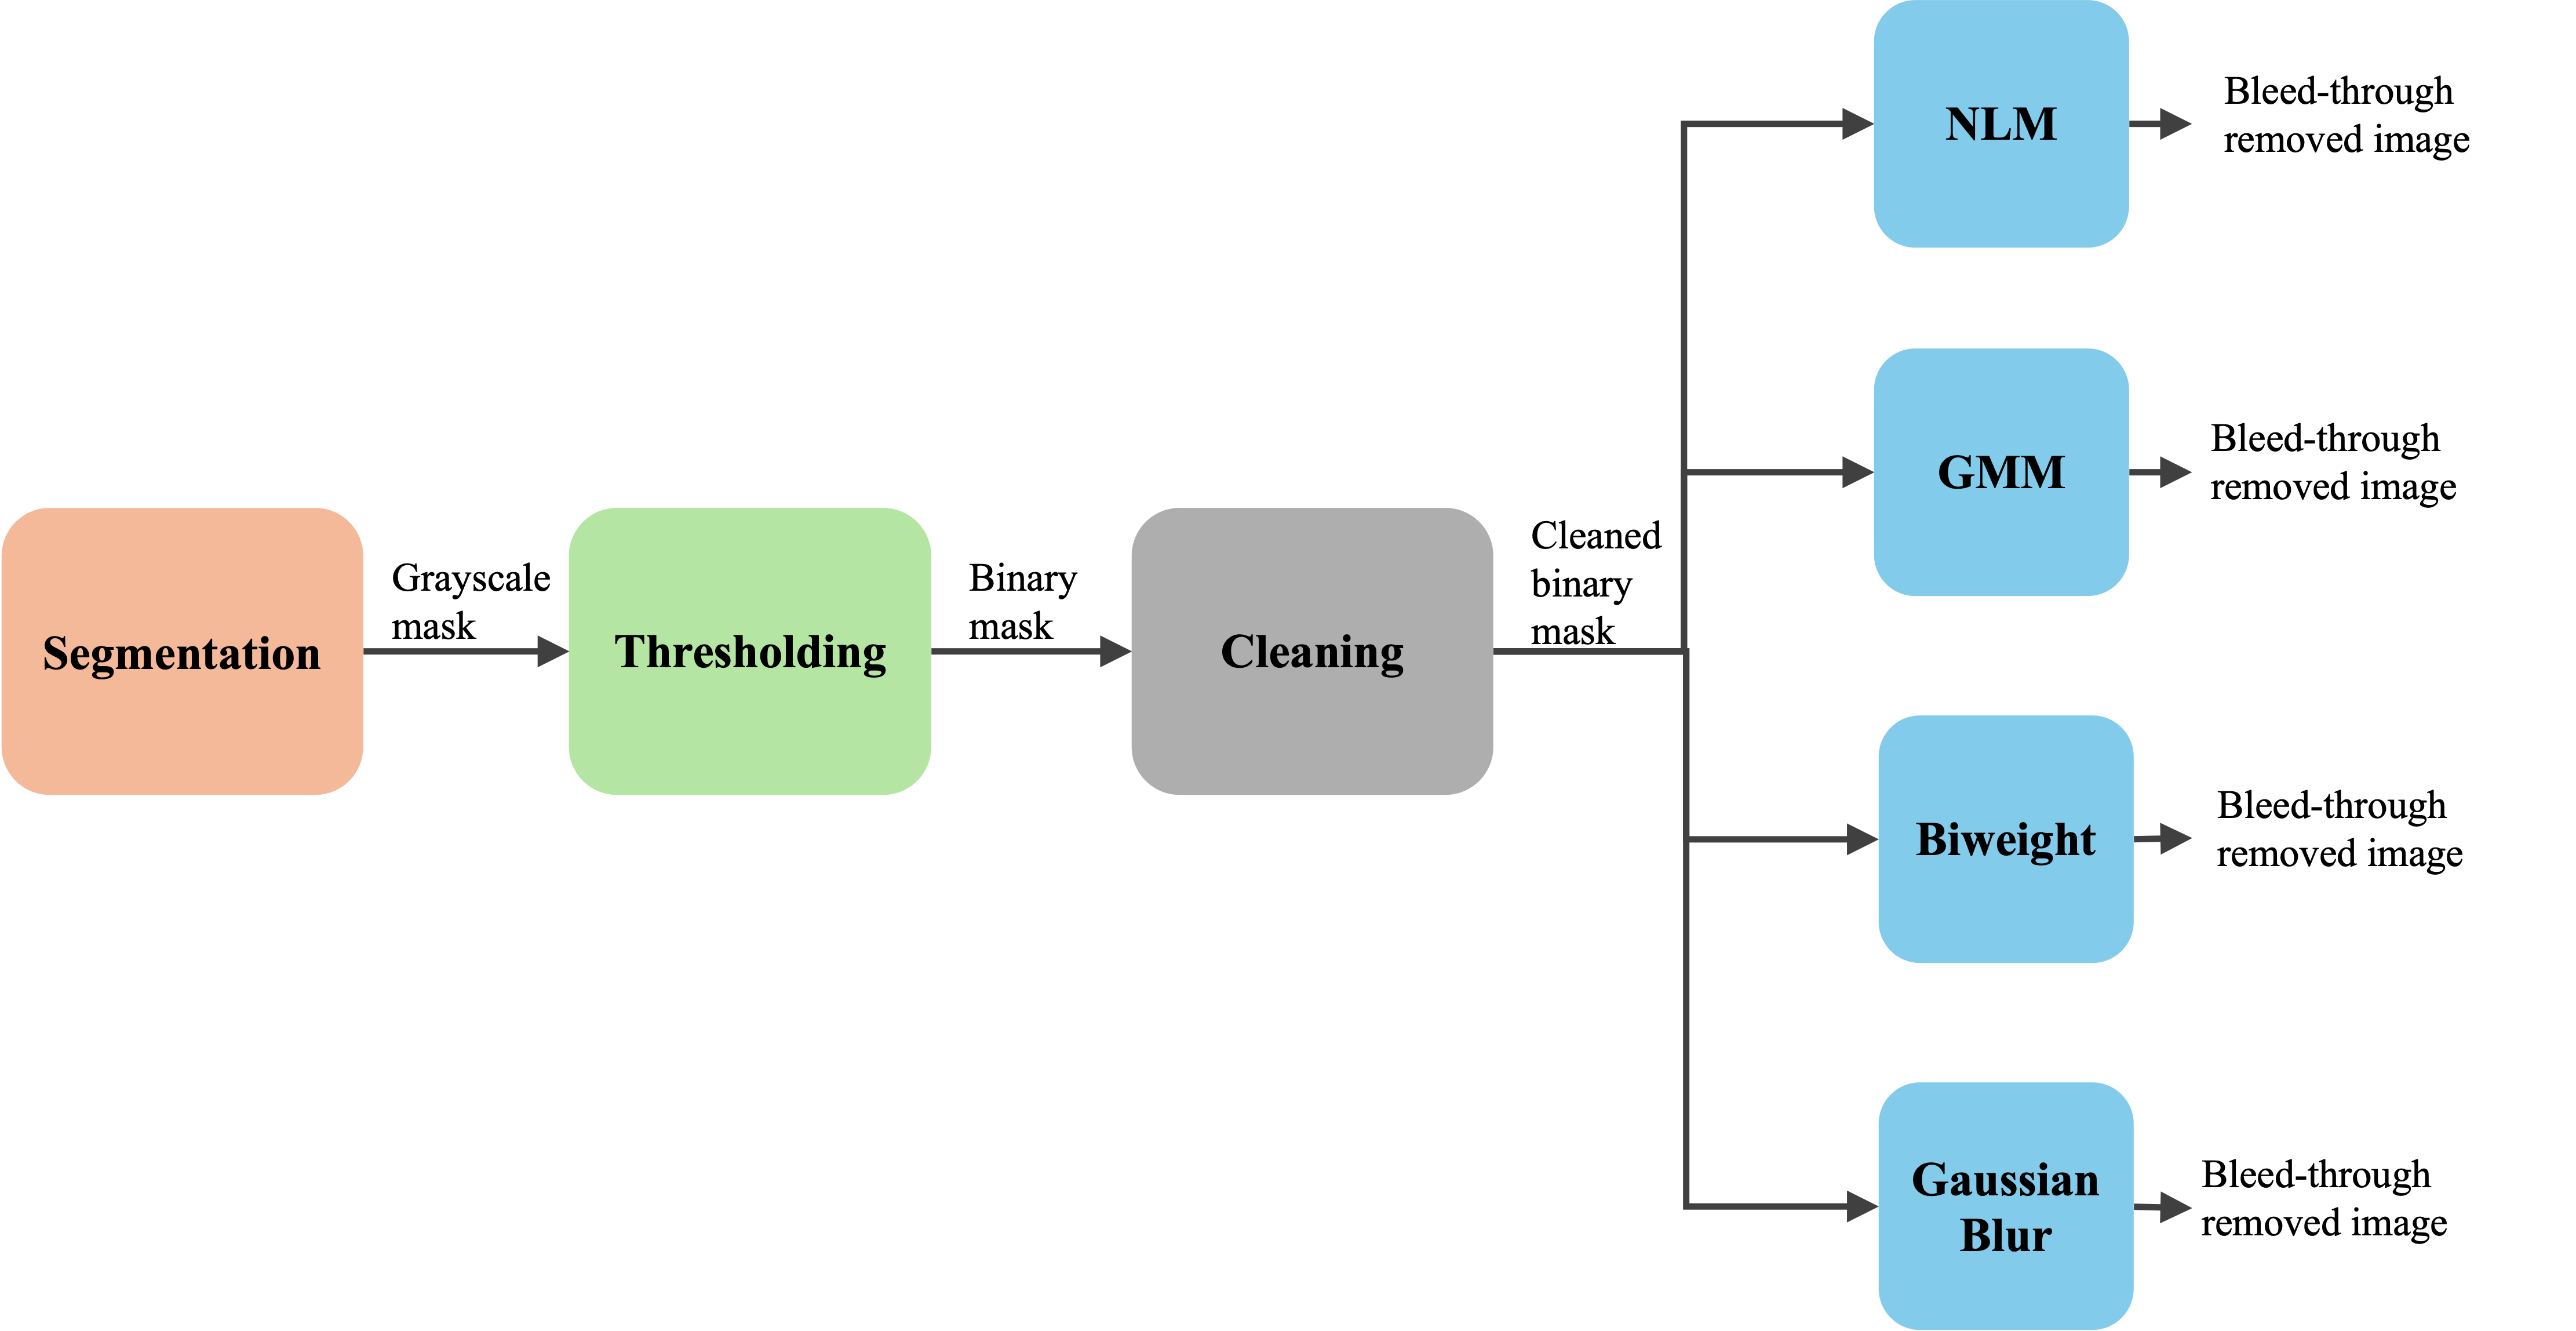 Segmentation
Grayscale
mask
Thresholding
Binary
mask
Cleaning
Cleaned
binary
mask
NLM
Bleed-through
removed image
GMM
Bleed-through
removed image
Biweight
Bleed-through
removed image
Gaussian
Blur
Bleed-through
removed image